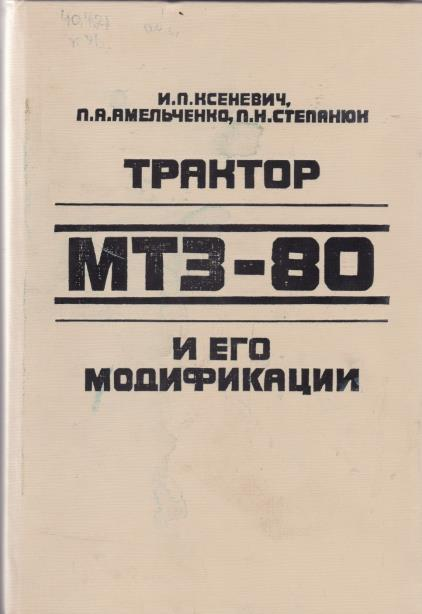 И.П.КСЕНЕВИЧ,
П.А.АМЕЛЬЧЕНКО, П.Н.СТЕПАНЮК
ТРАКТОР
МТЗ-80
И ЕГО
МОДИФИКАЦИИ